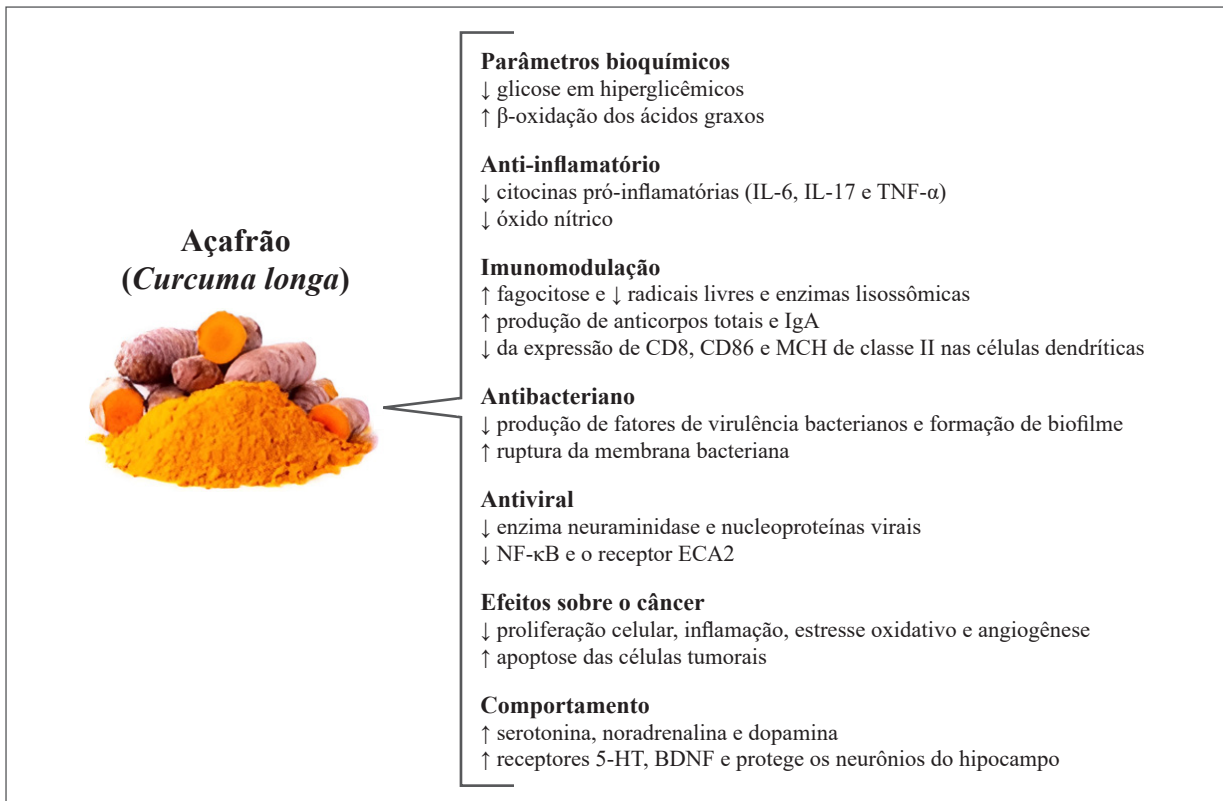 Açafrão
(Curcuma longa)
Parâmetros bioquímicos
↓ glicose em hiperglicêmicos
↑ β-oxidação dos ácidos graxos
Anti-inflamatório
↓ citocinas pró-inflamatórias (IL-6, IL-17 e TNF-α)
↓ óxido nítrico
Imunomodulação
↑ fagocitose e ↓ radicais livres e enzimas lisossômicas
↑ produção de anticorpos totais e IgA
↓ da expressão de CD8, CD86 e MCH de classe II nas células dendríticas
Antibacteriano
↓ produção de fatores de virulência bacterianos e formação de biofilme
↑ ruptura da membrana bacteriana
Antiviral
↓ enzima neuraminidase e nucleoproteínas virais
↓ NF-κB e o receptor ECA2
Efeitos sobre o câncer
↓ proliferação celular, inflamação, estresse oxidativo e angiogênese
↑ apoptose das células tumorais
Comportamento
↑ serotonina, noradrenalina e dopamina
↑ receptores 5-HT, BDNF e protege os neurônios do hipocampo